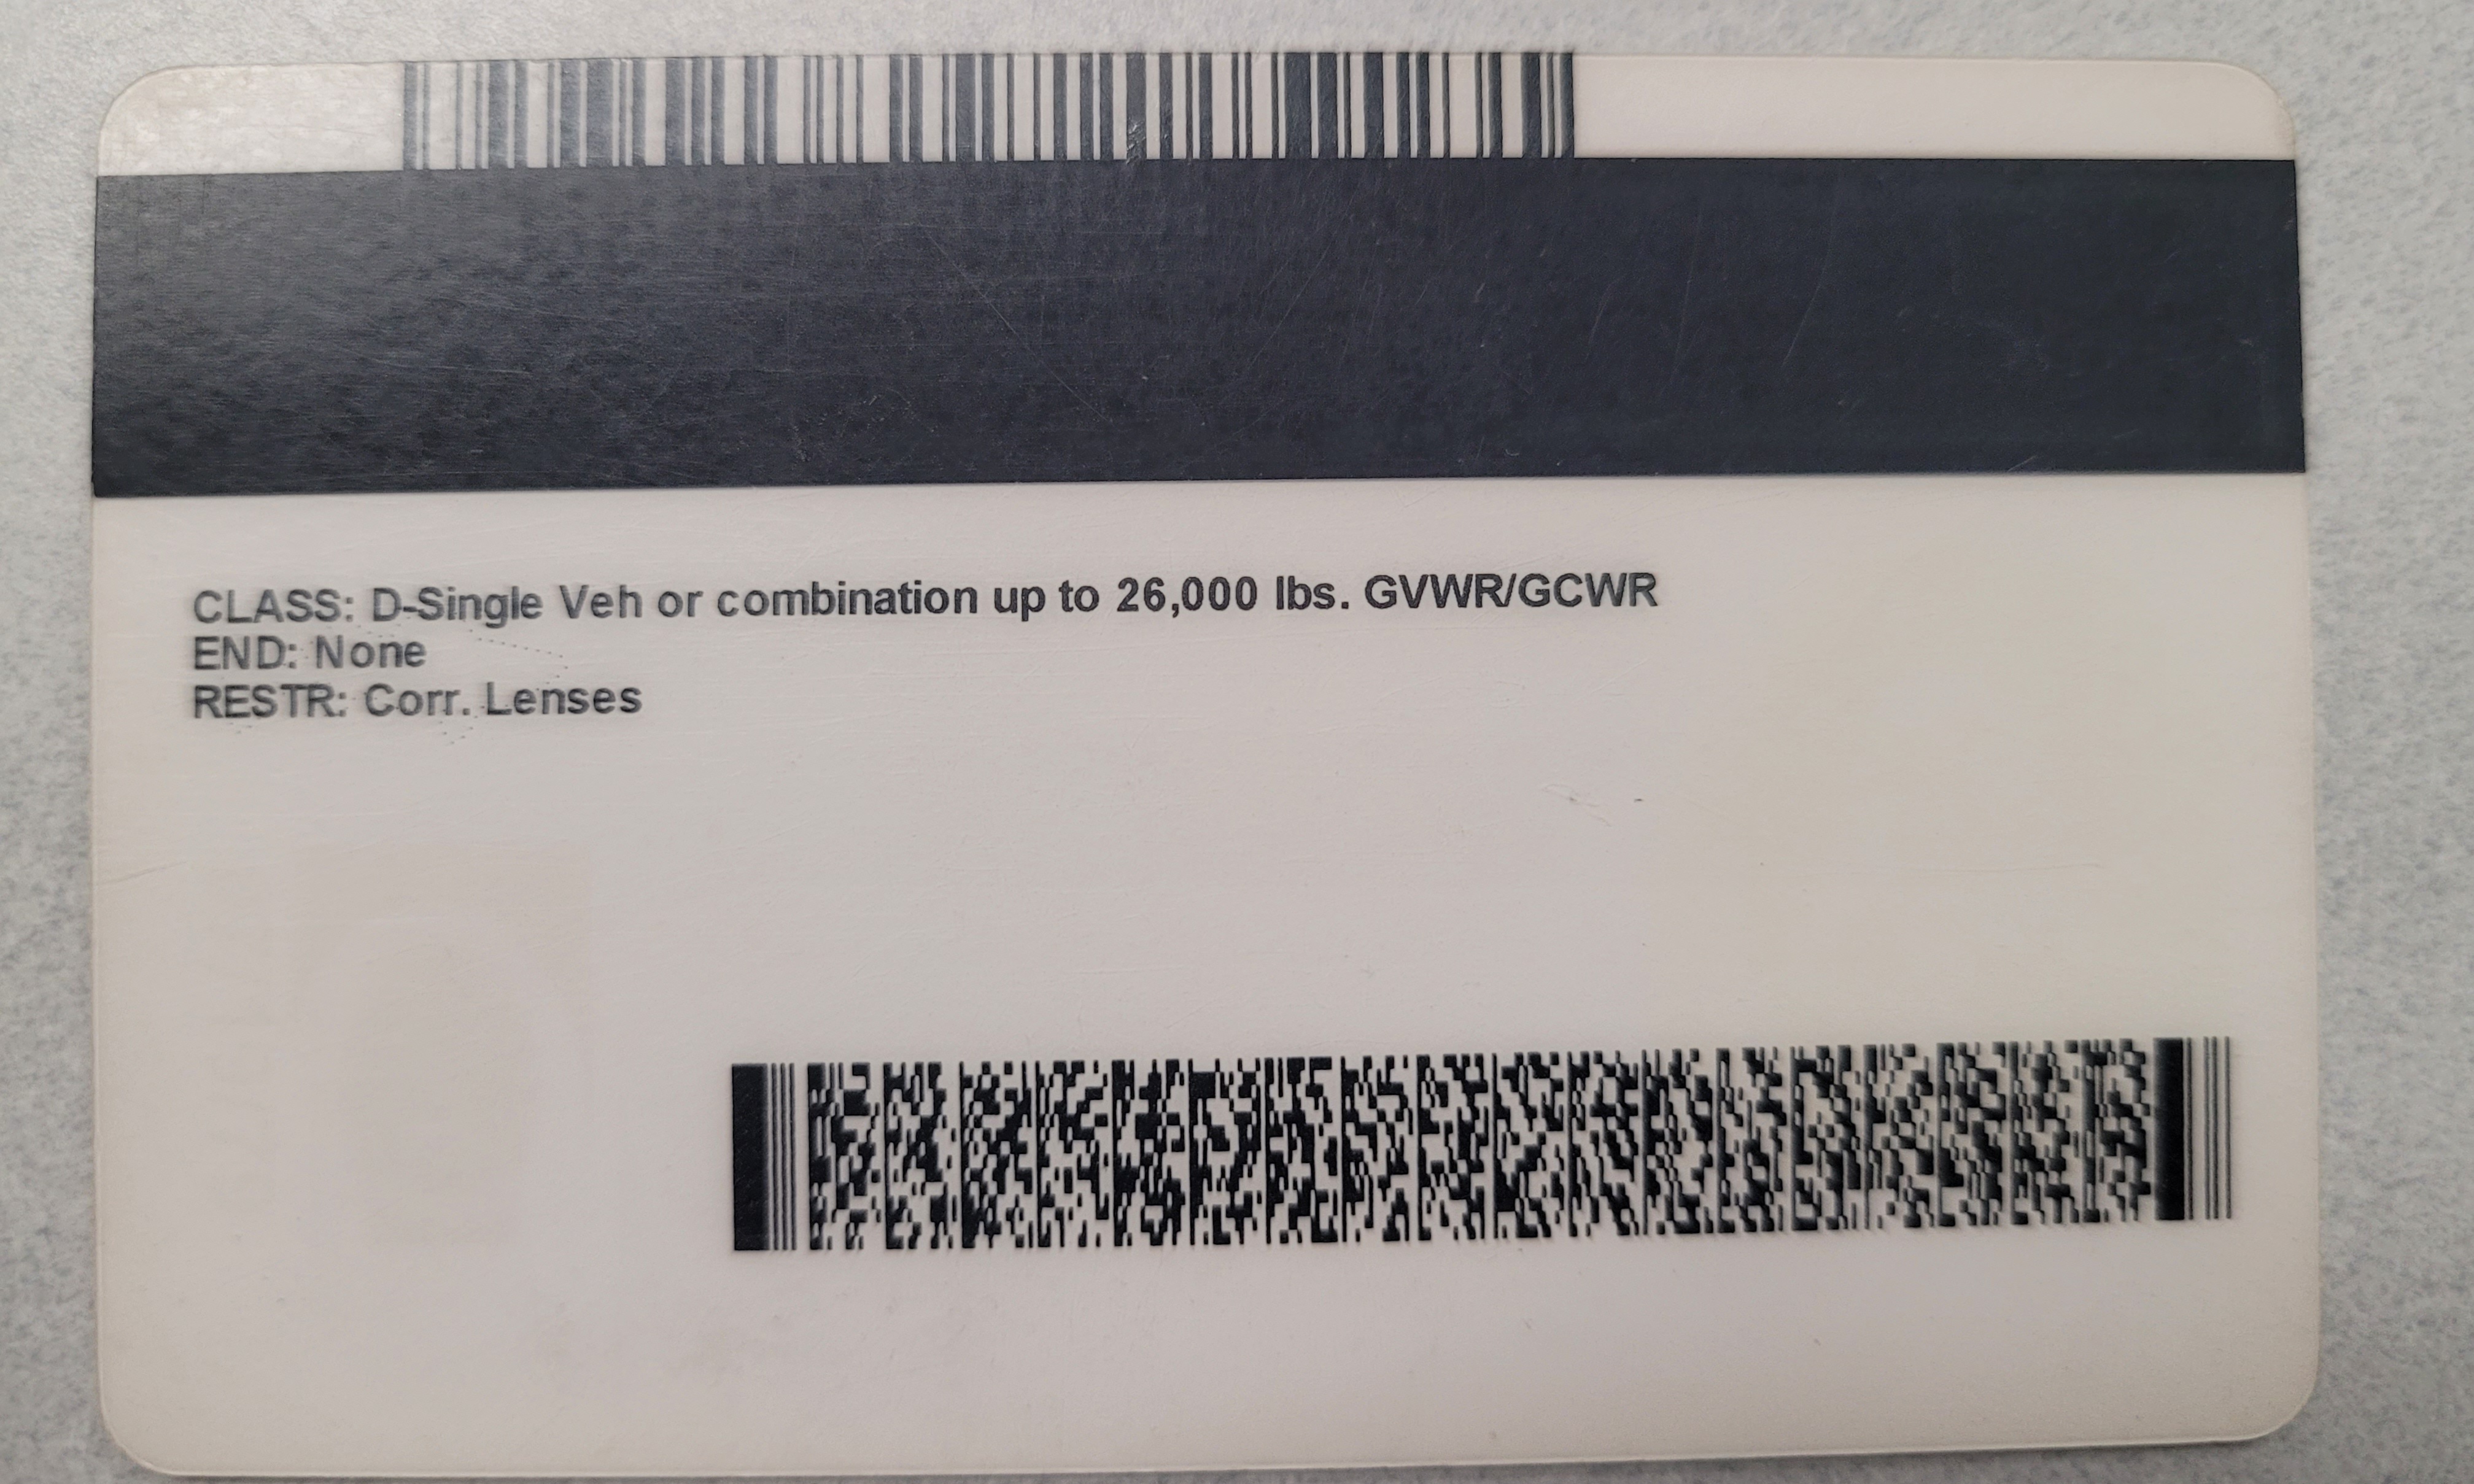 CLASS: D-Single Veh or combination up to 26,000 lbs. GVWR/GCWR
END: None
RESTR: Corr. Lenses